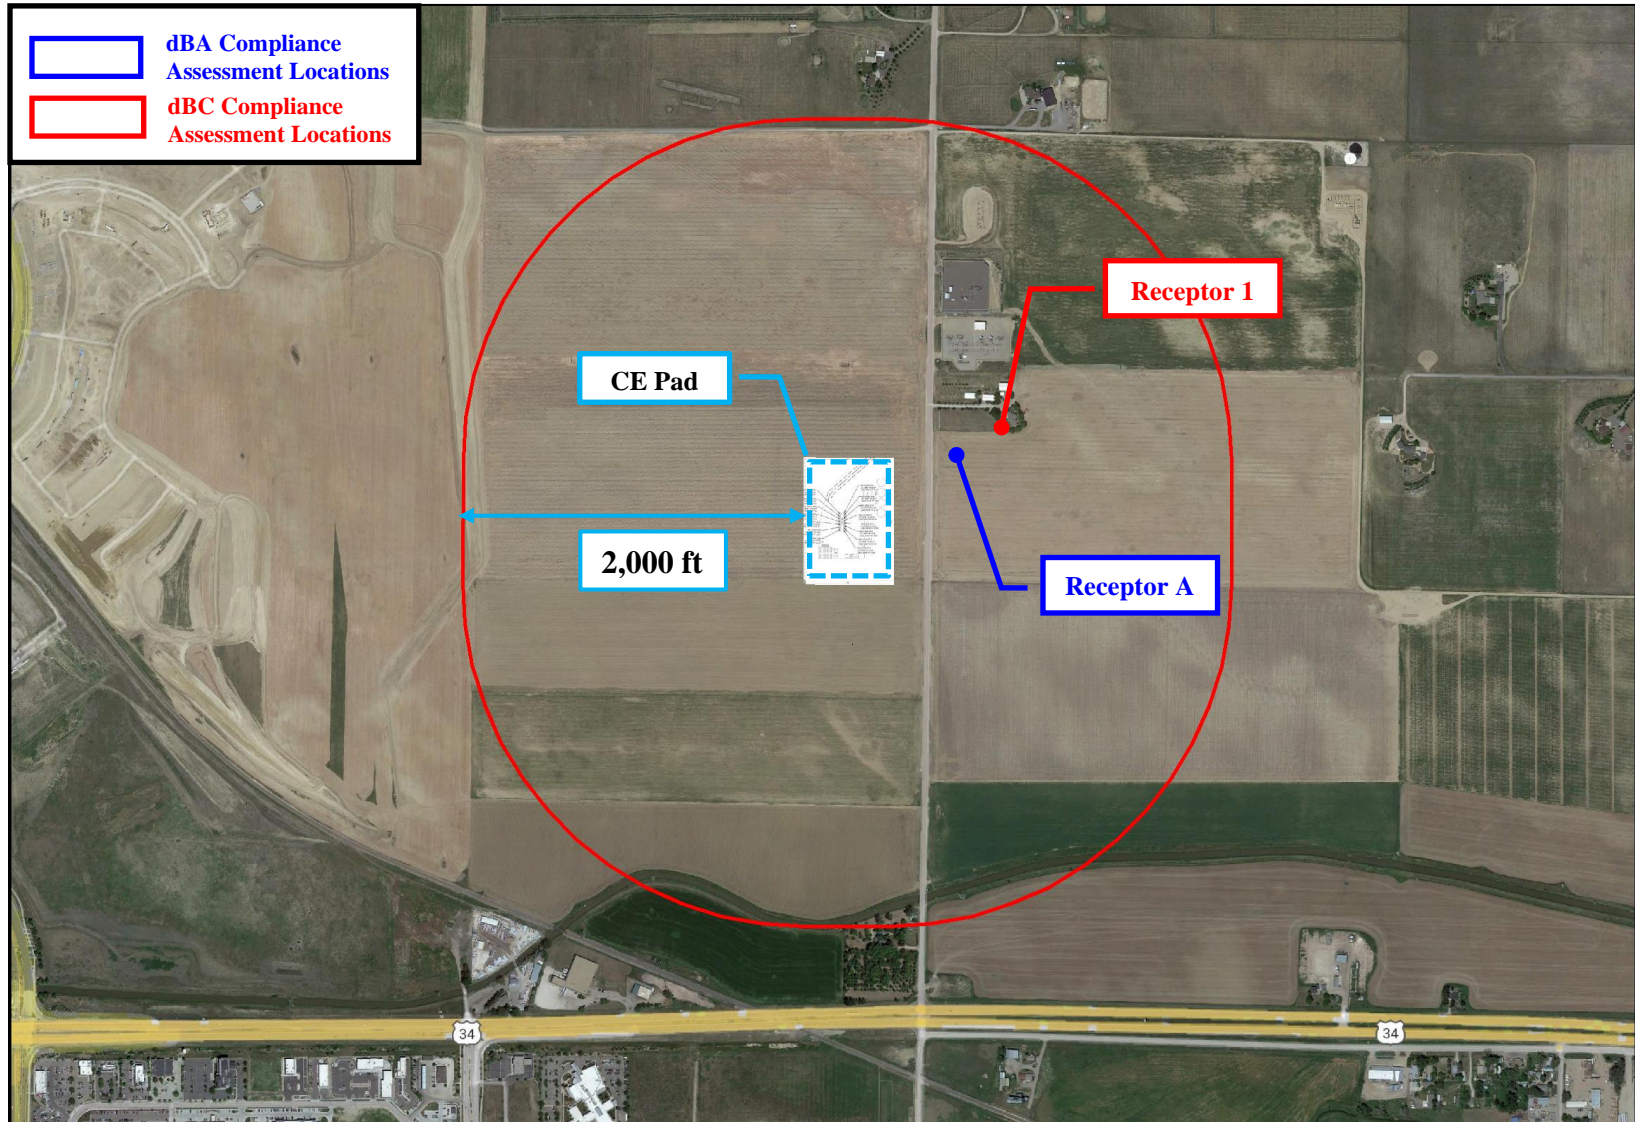 dBA Compliance
Assessment Locations
dBC Compliance
Assessment Locations
Receptor 1
CE Pad
2,000 ft
Receptor A
34
34